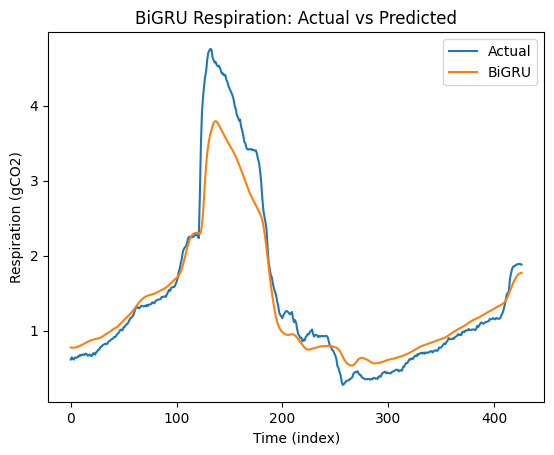 BiGRU Respiration: Actual vs Predicted
Actual
BiGRU
Respiration (gCO2)
4
3
2
1
0
100
200
300
400
Time (index)